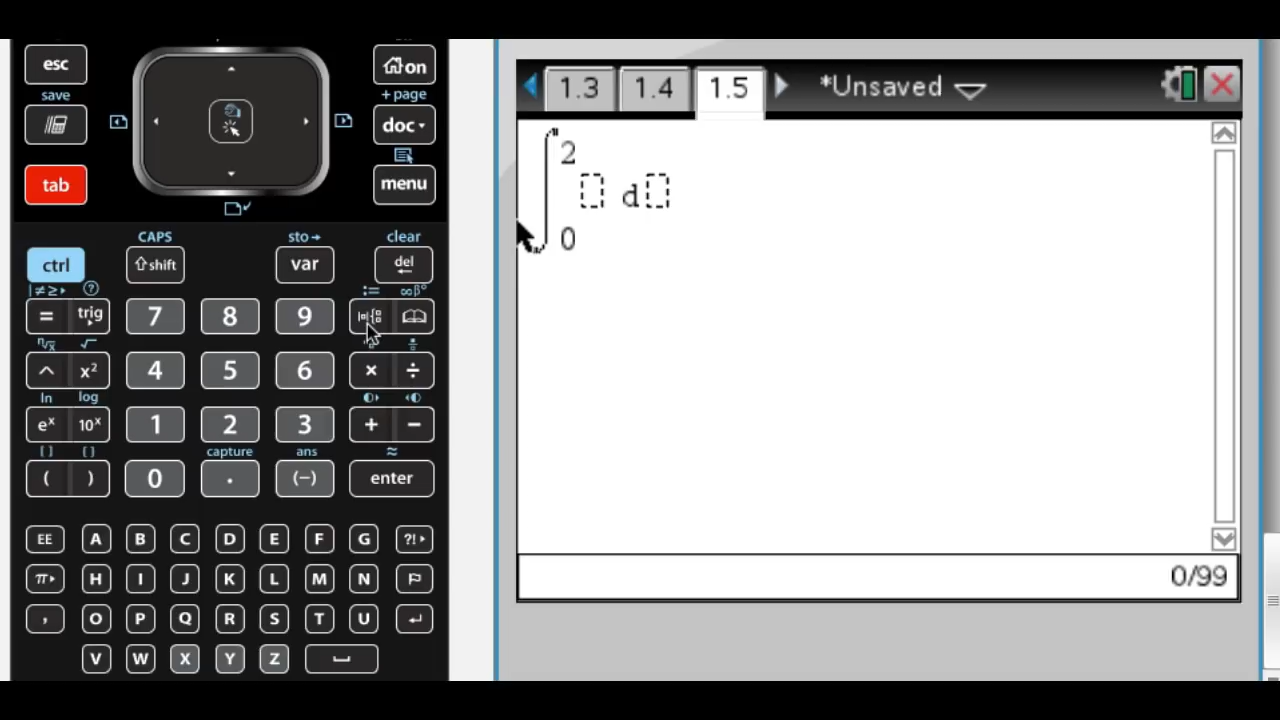 esc
on
save
+ page
doc
tab
menu
CAPS
sto→
clear
ctrl
⇧shift
var
del
|≠≥▸
?
:=
∞β°
=
trig
7
8
9
ⁿ√x
√
^
x²
4
5
6
×
÷
ln
log
eˣ
10ˣ
1
2
3
+
−
[ ]
{ }
capture
ans
≈
(
)
0
.
(−)
enter
EE
A
B
C
D
E
F
G
?!▸
π▸
H
I
J
K
L
M
N
,
O
P
Q
R
S
T
U
↵
V
W
X
Y
Z
1.3
1.4
1.5
*Unsaved
2
∫ d
0
0/99